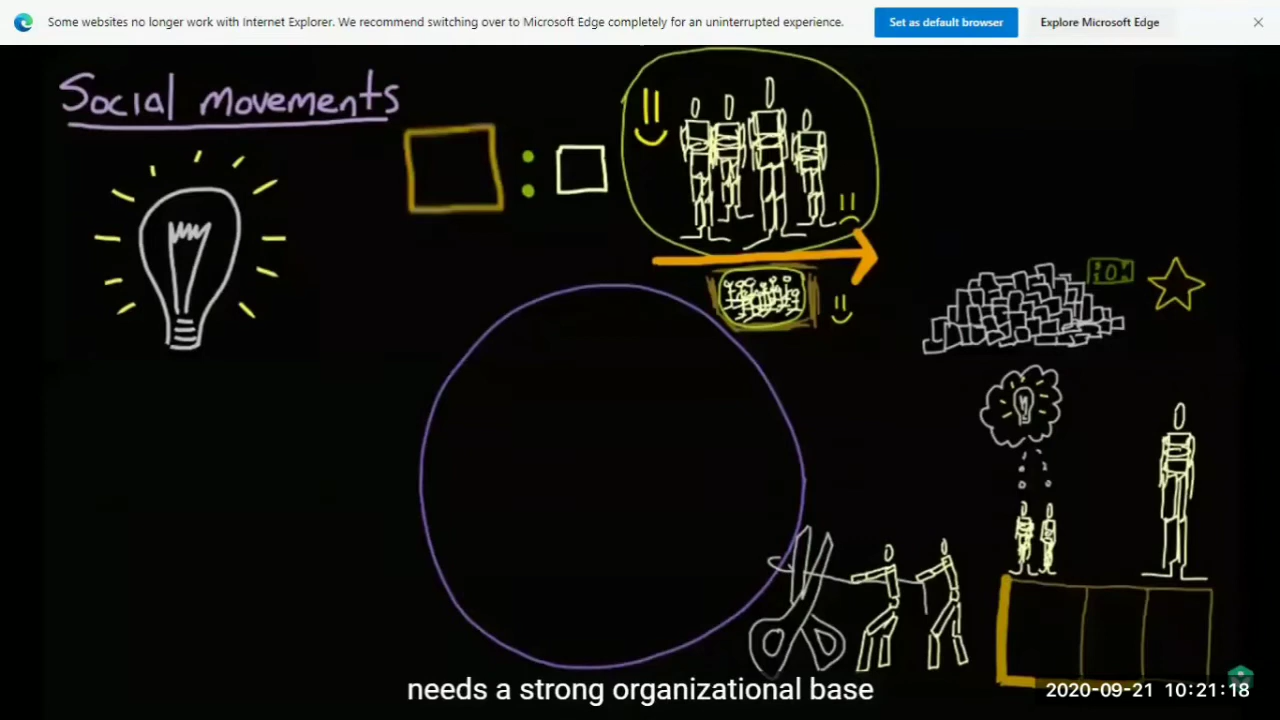 Some websites no longer work with Internet Explorer. We recommend switching over to Microsoft Edge completely for an uninterrupted experience.
Set as default browser
Explore Microsoft Edge
Social movements
needs a strong organizational base
2020-09-21 10:21:18